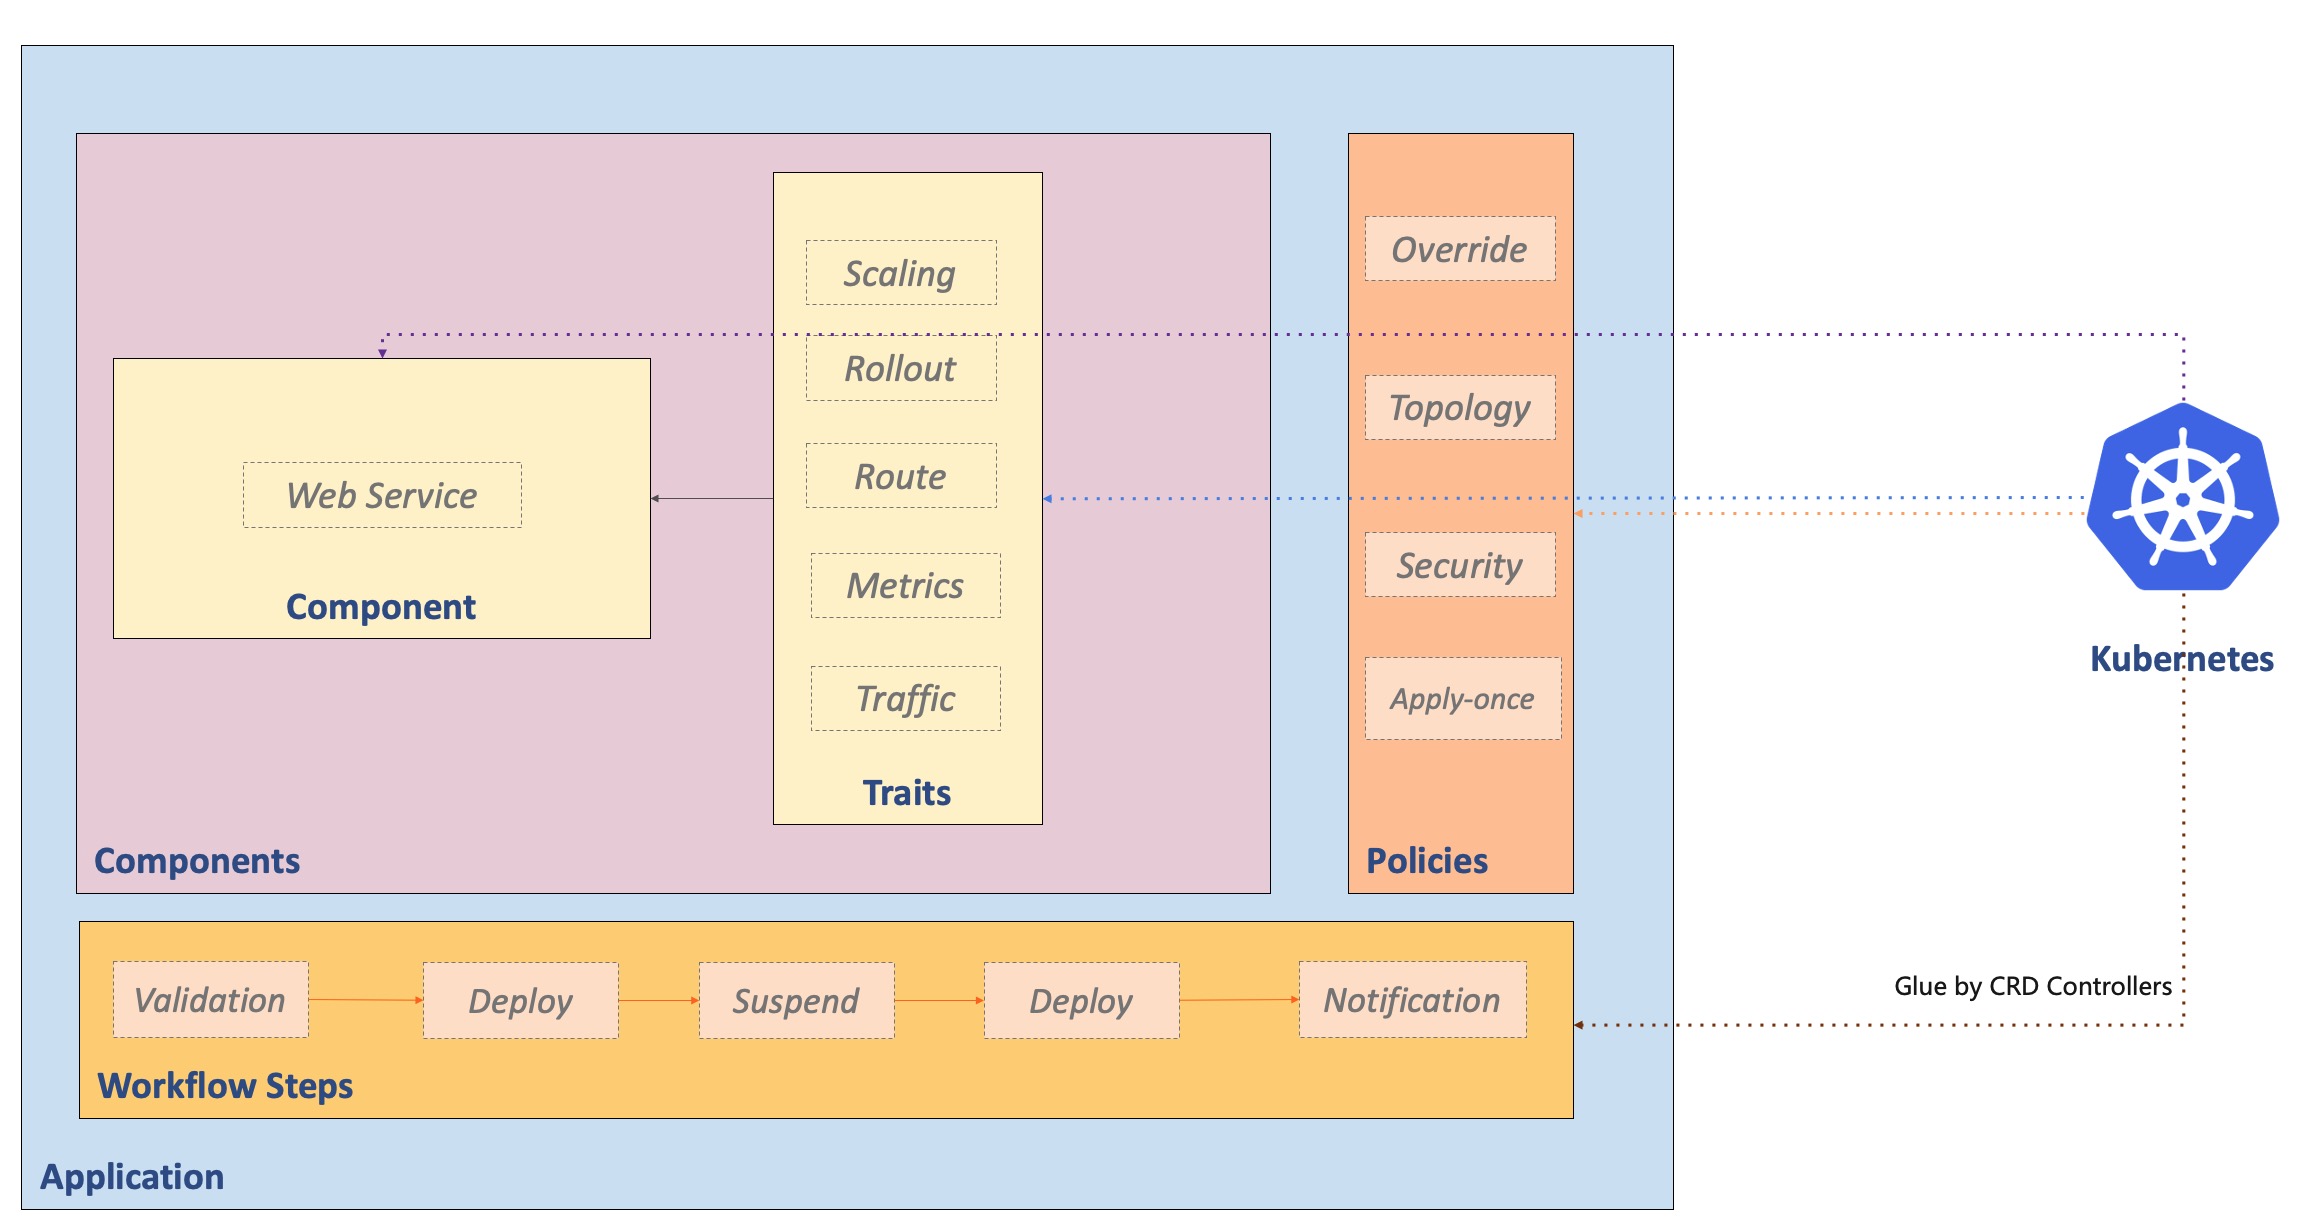 Scaling
Rollout
Route
Metrics
Traffic
Traits
Web Service
Component
Components
Override
Topology
Security
Apply-once
Policies
Kubernetes
Glue by CRD Controllers
Validation
Deploy
Suspend
Deploy
Notification
Workflow Steps
Application